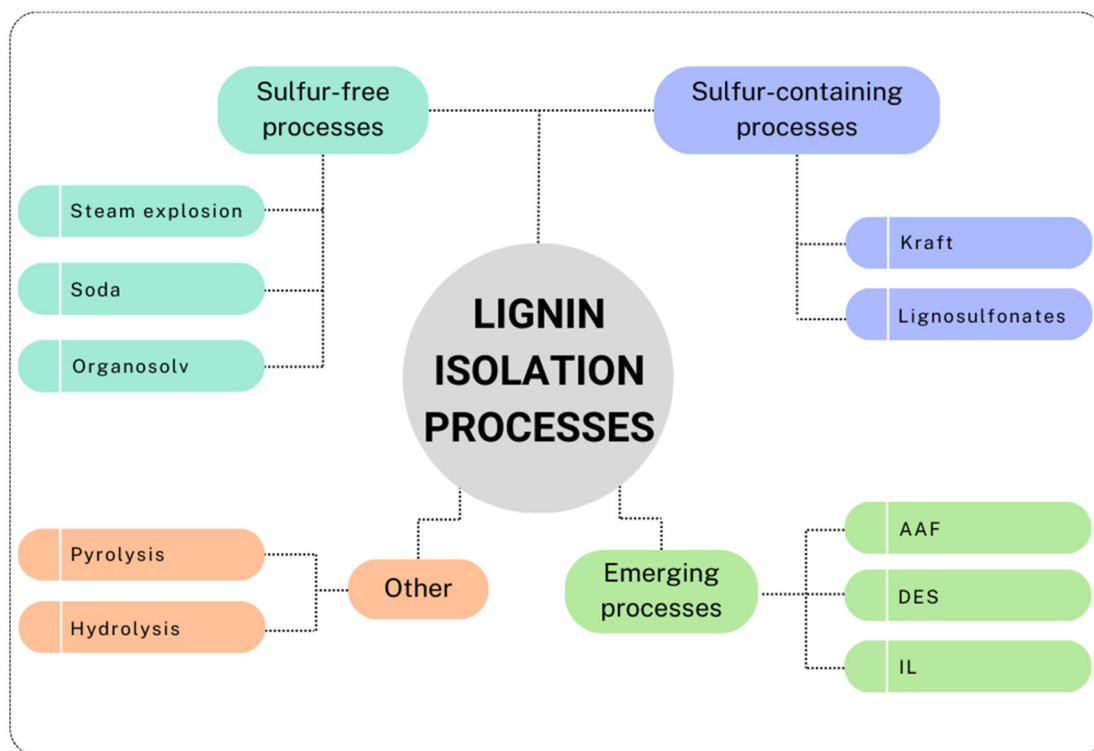 Sulfur-free
processes
Sulfur-containing
processes
Steam explosion
Soda
Organosolv
Kraft
Lignosulfonates
LIGNIN
ISOLATION
PROCESSES
Pyrolysis
Hydrolysis
Other
Emerging
processes
AAF
DES
IL